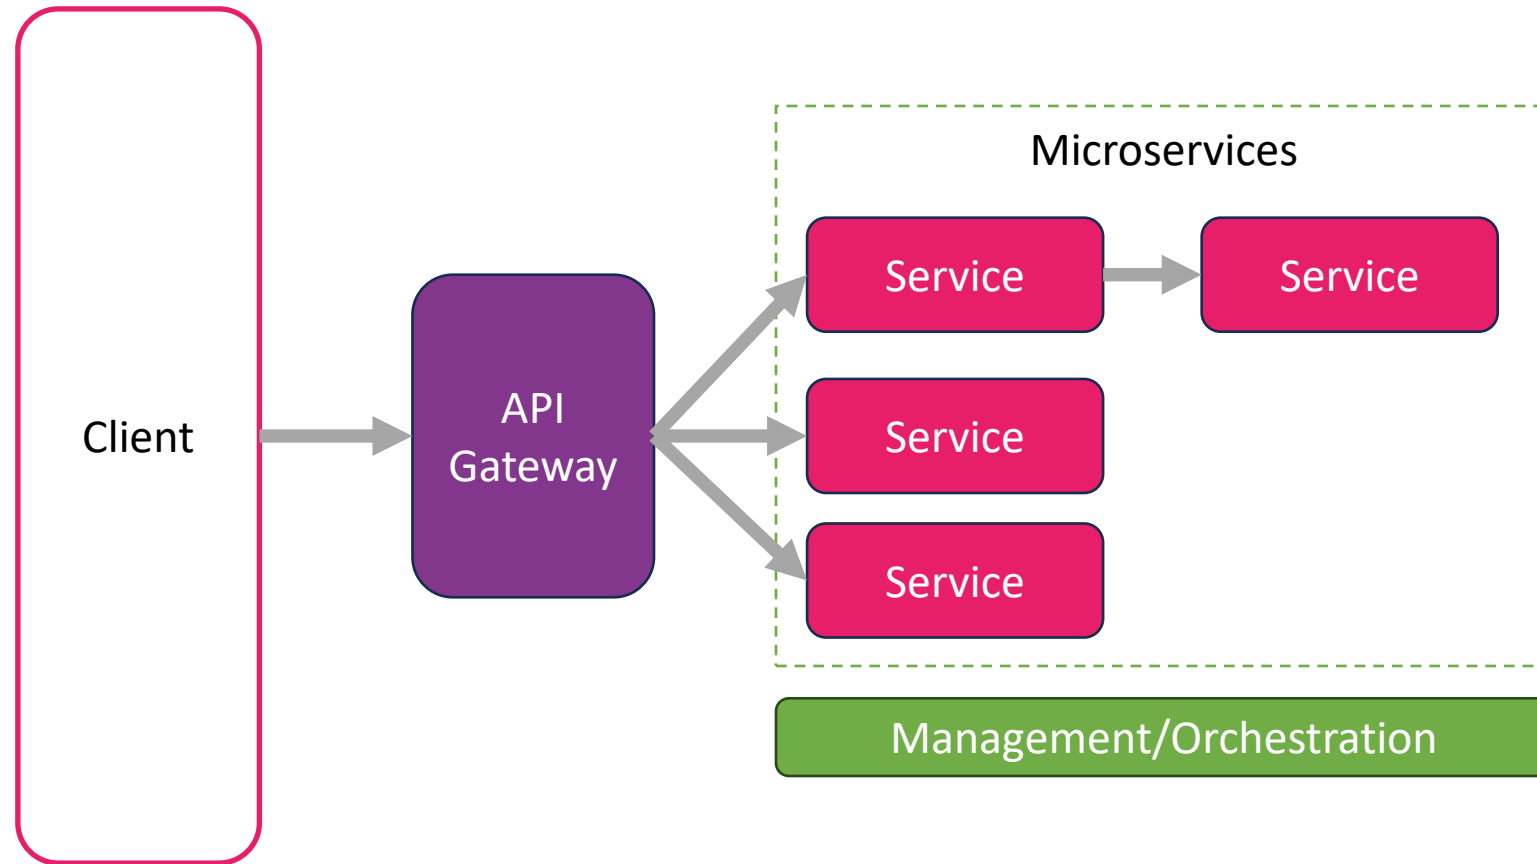 Microservices
Service
Service
Client
API
Gateway
Service
Service
Management/Orchestration